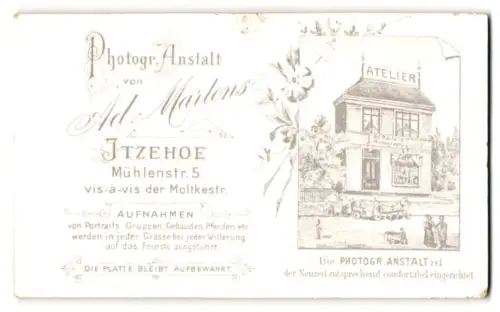 Photogr. Anstalt
von
Ad. Martens
ITZEHOE
Mühlenstr. 5
vis-a-vis der Moltkestr.
AUFNAHMEN
von Portraits, Gruppen, Gebäuden, Pferden etc.
werden in jeder Grösse bei jeder Witterung
auf das Feinste ausgeführt.
DIE PLATTE BLEIBT AUFBEWAHRT.
ATELIER
Die PHOTOGR. ANSTALT ist
der Neuzeit entsprechend comfortabel eingerichtet